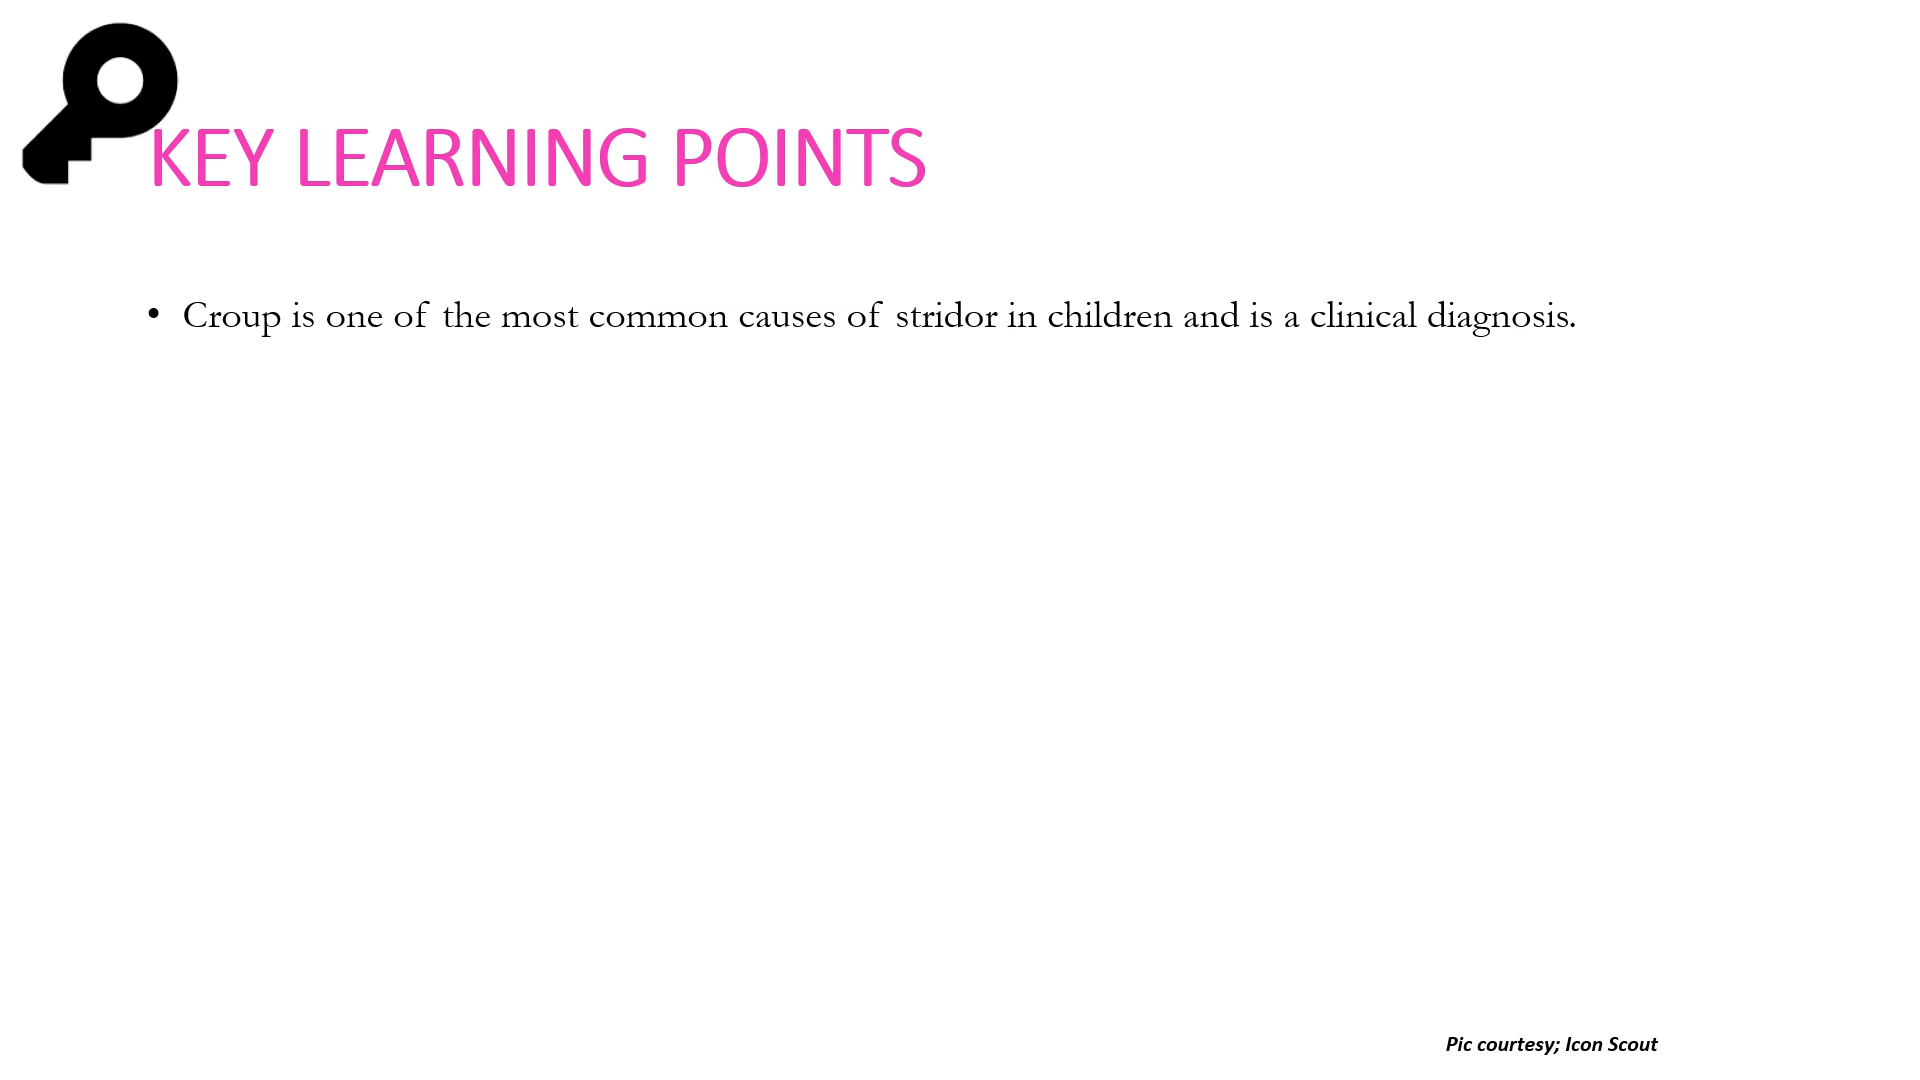 KEY LEARNING POINTS
• Croup is one of the most common causes of stridor in children and is a clinical diagnosis.
Pic courtesy; Icon Scout